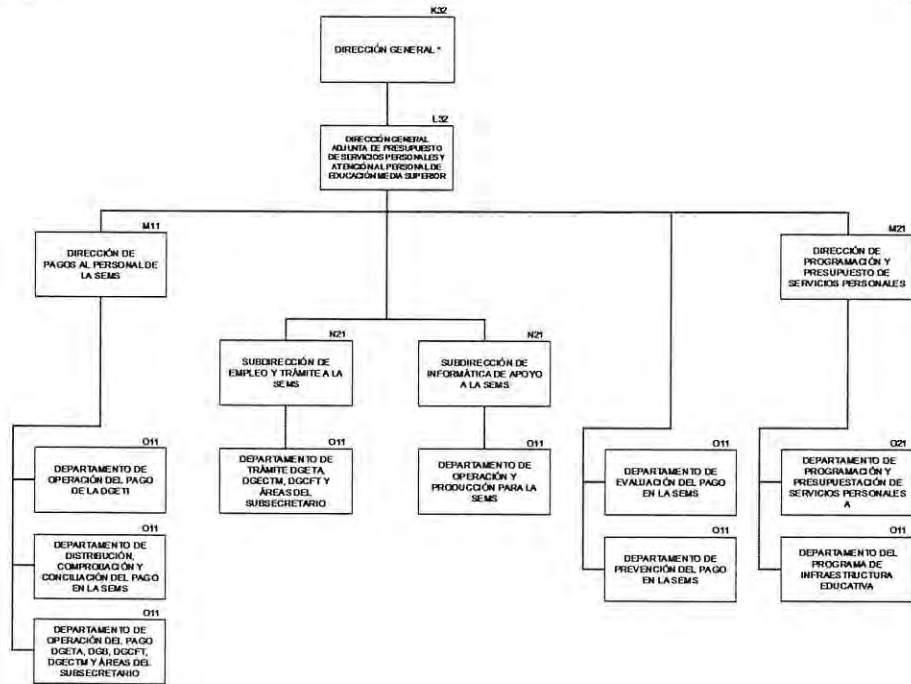 K32
DIRECCIÓN GENERAL *
L32
DIRECCIÓN GENERAL
ADJUNTA DE PRESUPUESTO
DE SERVICIOS PERSONALES Y
ATENCIÓN AL PERSONAL DE
EDUCACIÓN MEDIA SUPERIOR
M11
DIRECCIÓN DE
PAGOS AL PERSONAL DE
LA SEMS
M21
DIRECCIÓN DE
PROGRAMACIÓN Y
PRESUPUESTO DE
SERVICIOS PERSONALES
N21
SUBDIRECCIÓN DE
EMPLEO Y TRÁMITE A LA
SEMS
N21
SUBDIRECCIÓN DE
INFORMÁTICA DE APOYO
A LA SEMS
O11
DEPARTAMENTO DE
OPERACIÓN DEL PAGO
DE LA DGETI
O11
DEPARTAMENTO DE
TRÁMITE DGETA,
DGECTM, DGCFT Y
ÁREAS DEL
SUBSECRETARIO
O11
DEPARTAMENTO DE
OPERACIÓN Y
PRODUCCIÓN PARA LA
SEMS
O11
DEPARTAMENTO DE
EVALUACIÓN DEL PAGO
EN LA SEMS
O21
DEPARTAMENTO DE
PROGRAMACIÓN Y
PRESUPUESTACIÓN DE
SERVICIOS PERSONALES
A
O11
DEPARTAMENTO DE
DISTRIBUCIÓN,
COMPROBACIÓN Y
CONCILIACIÓN DEL PAGO
EN LA SEMS
O11
DEPARTAMENTO DE
PREVENCIÓN DEL PAGO
EN LA SEMS
O11
DEPARTAMENTO DEL
PROGRAMA DE
INFRAESTRUCTURA
EDUCATIVA
O11
DEPARTAMENTO DE
OPERACIÓN DEL PAGO
DGETA, DGB, DGCFT,
DGECTM Y ÁREAS DEL
SUBSECRETARIO